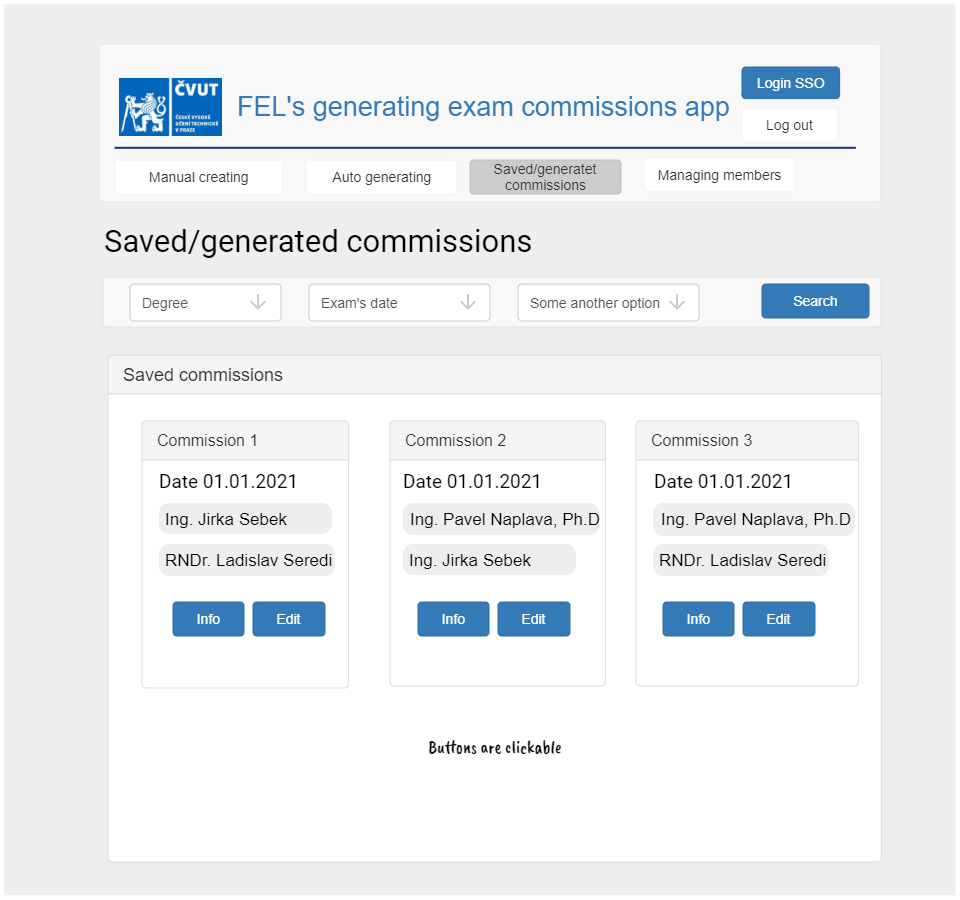 ČVUT
ČESKÉ VYSOKÉ
UČENÍ TECHNICKÉ
V PRAZE
FEL's generating exam commissions app
Login SSO
Log out
Manual creating
Auto generating
Saved/generatet
commissions
Managing members
Saved/generated commissions
Degree
Exam's date
Some another option
Search
Saved commissions
Commission 1
Date 01.01.2021
Ing. Jirka Sebek
RNDr. Ladislav Seredi
Info
Edit
Commission 2
Date 01.01.2021
Ing. Pavel Naplava, Ph.D
Ing. Jirka Sebek
Info
Edit
Commission 3
Date 01.01.2021
Ing. Pavel Naplava, Ph.D
RNDr. Ladislav Seredi
Info
Edit
Buttons are clickable